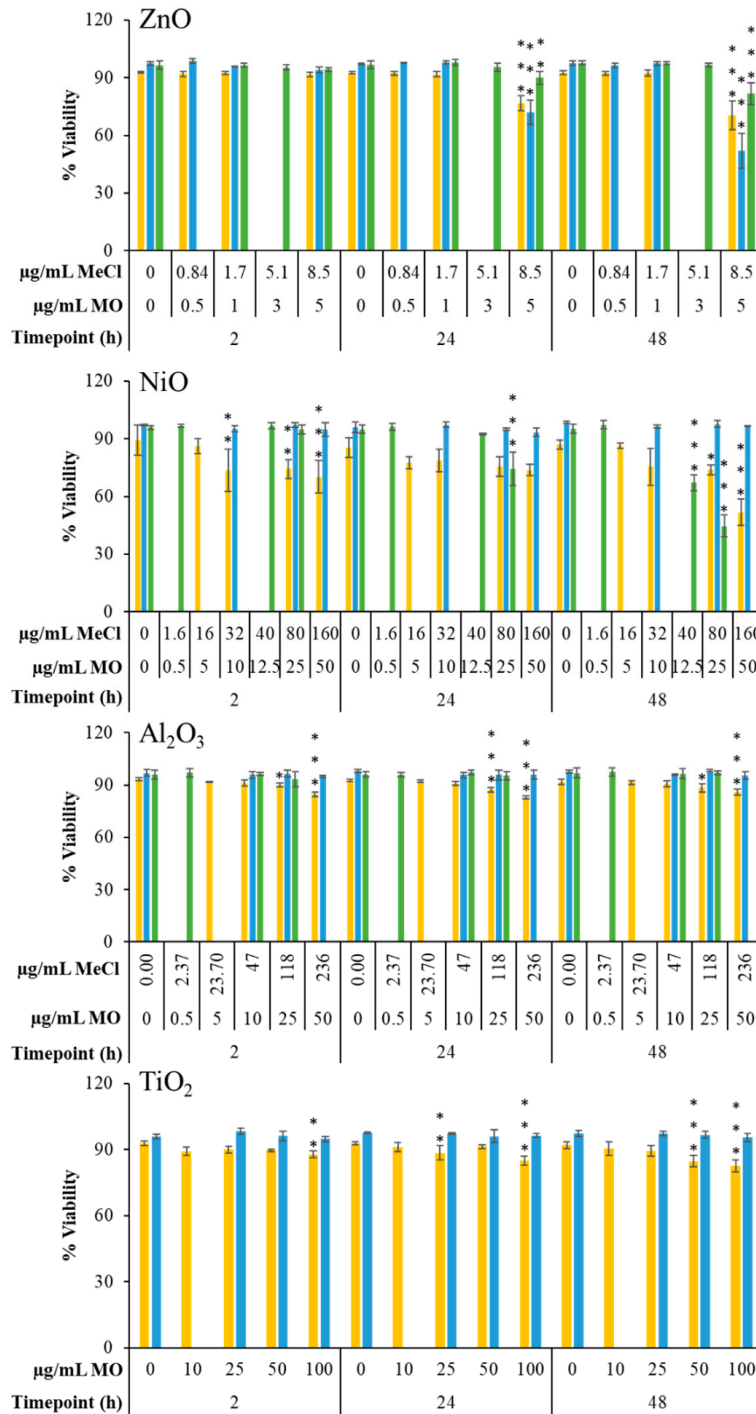 ZnO
120
90
60
30
0
% Viability
* * * * * * * *
* * * * * * * * *
µg/mL MeCl 0 0.84 1.7 5.1 8.5 0 0.84 1.7 5.1 8.5 0 0.84 1.7 5.1 8.5
µg/mL MO 0 0.5 1 3 5 0 0.5 1 3 5 0 0.5 1 3 5
Timepoint (h) 2 24 48
NiO
120
90
60
30
0
% Viability
* *
* *
* * *
* * *
* * *
*
* * *
* * *
µg/mL MeCl 0 1.6 16 32 40 80 160 0 1.6 16 32 40 80 160 0 1.6 16 32 40 80 160
µg/mL MO 0 0.5 5 10 12.5 25 50 0 0.5 5 10 12.5 25 50 0 0.5 5 10 12.5 25 50
Timepoint (h) 2 24 48
Al₂O₃
120
90
60
30
0
% Viability
*
* * *
* * *
* * *
*
* * *
µg/mL MeCl 0.00 2.37 23.70 47 118 236 0.00 2.37 23.70 47 118 236 0.00 2.37 23.70 47 118 236
µg/mL MO 0 0.5 5 10 25 50 0 0.5 5 10 25 50 0 0.5 5 10 25 50
Timepoint (h) 2 24 48
TiO₂
120
90
60
30
0
% Viability
* *
* *
* * *
* * *
* * *
µg/mL MO 0 10 25 50 100 0 10 25 50 100 0 10 25 50 100
Timepoint (h) 2 24 48